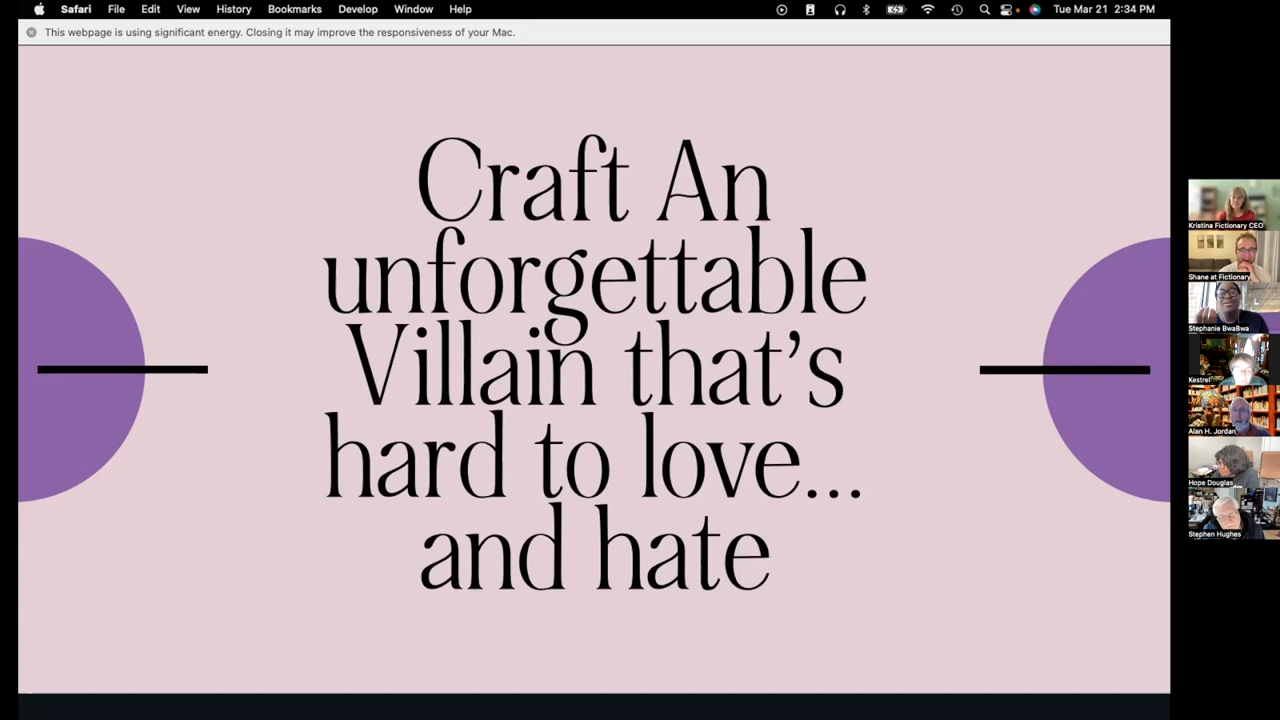 Safari File Edit View History Bookmarks Develop Window Help Tue Mar 21 2:34 PM
This webpage is using significant energy. Closing it may improve the responsiveness of your Mac.
Craft An
unforgettable
Villain that’s
hard to love...
and hate
Kristina Fictionary CEO
Shane at Fictionary
Stephanie BwaBwa
Kestrel
Alan H. Jordan
Hope Douglas
Stephen Hughes